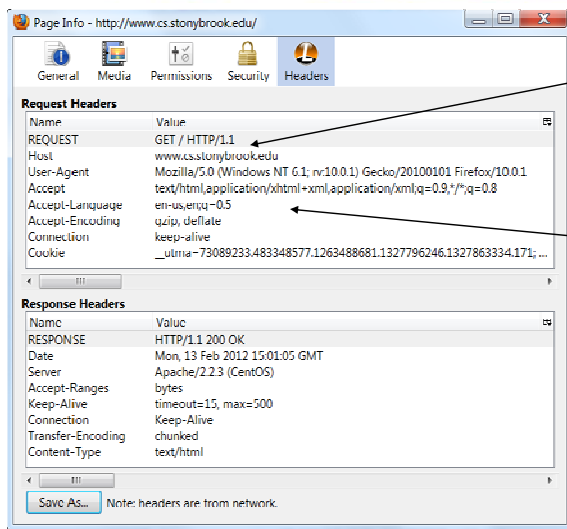 Page Info - http://www.cs.stonybrook.edu/
General Media Permissions Security Headers
Request Headers
Name Value
REQUEST GET / HTTP/1.1
Host www.cs.stonybrook.edu
User-Agent Mozilla/5.0 (Windows NT 6.1; rv:10.0.1) Gecko/20100101 Firefox/10.0.1
Accept text/html,application/xhtml+xml,application/xml;q=0.9,*/*;q=0.8
Accept-Language en-us,en;q=0.5
Accept-Encoding gzip, deflate
Connection keep-alive
Cookie __utma=73089233.483348577.1263488681.1327796246.1327863334.171; ...
Response Headers
Name Value
RESPONSE HTTP/1.1 200 OK
Date Mon, 13 Feb 2012 15:01:05 GMT
Server Apache/2.2.3 (CentOS)
Accept-Ranges bytes
Keep-Alive timeout=15, max=500
Connection Keep-Alive
Transfer-Encoding chunked
Content-Type text/html
Save As... Note: headers are from network.